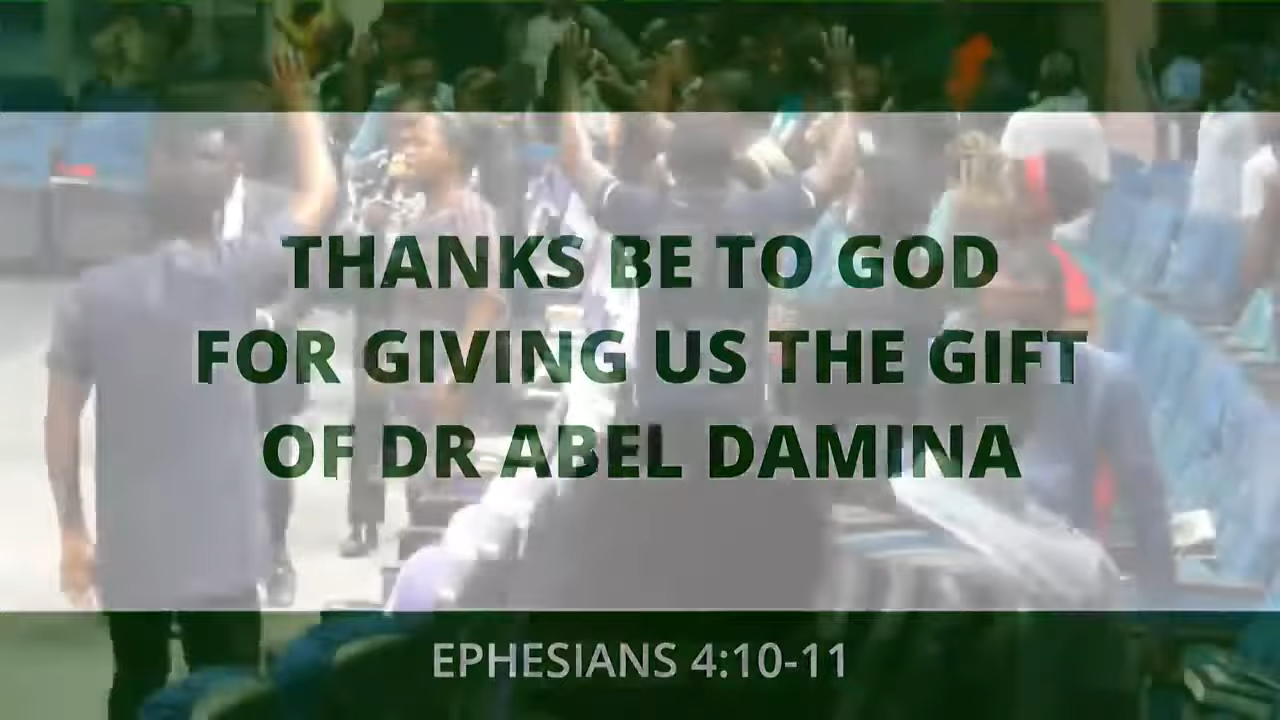 THANKS BE TO GOD
FOR GIVING US THE GIFT
OF DR ABEL DAMINA
EPHESIANS 4:10-11